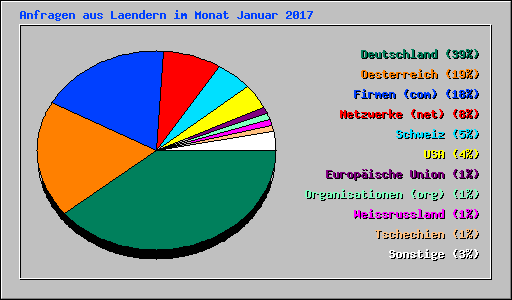 Anfragen aus Laendern im Monat Januar 2017
Deutschland (39%)
Oesterreich (19%)
Firmen (com) (18%)
Netzwerke (net) (8%)
Schweiz (5%)
USA (4%)
Europäische Union (1%)
Organisationen (org) (1%)
Weissrussland (1%)
Tschechien (1%)
Sonstige (3%)